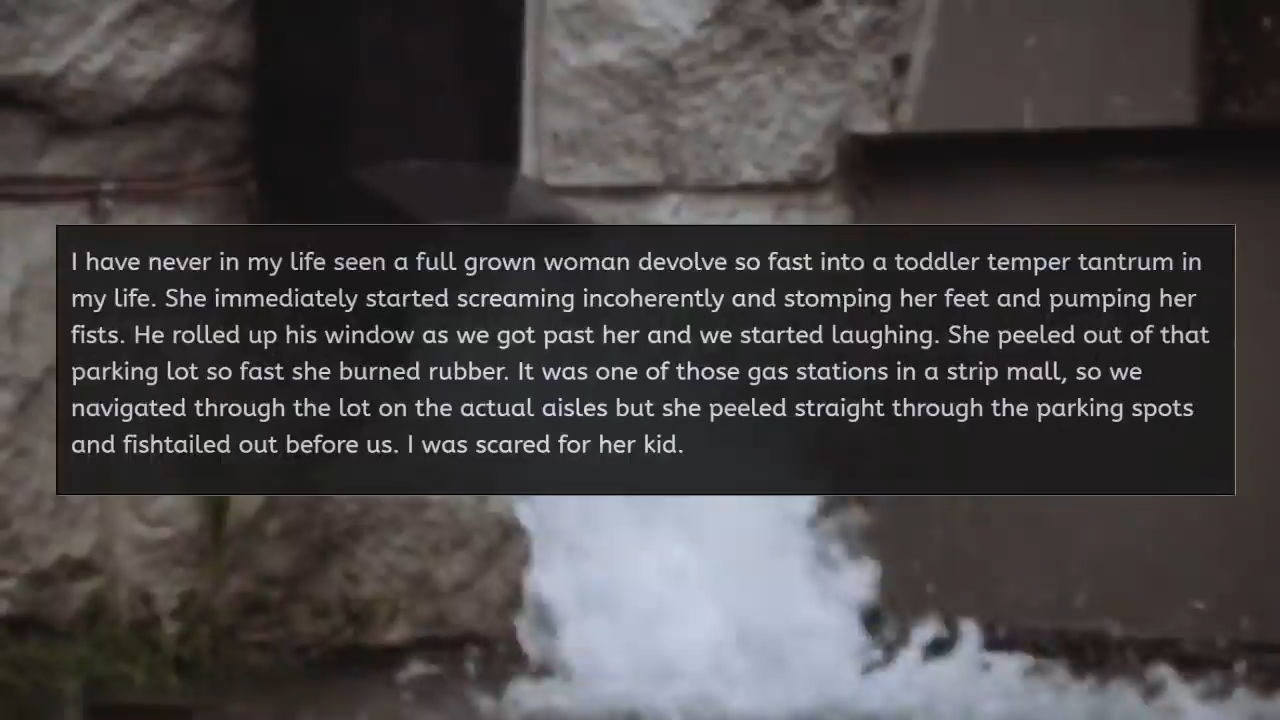 I have never in my life seen a full grown woman devolve so fast into a toddler temper tantrum in
my life. She immediately started screaming incoherently and stomping her feet and pumping her
fists. He rolled up his window as we got past her and we started laughing. She peeled out of that
parking lot so fast she burned rubber. It was one of those gas stations in a strip mall, so we
navigated through the lot on the actual aisles but she peeled straight through the parking spots
and fishtailed out before us. I was scared for her kid.